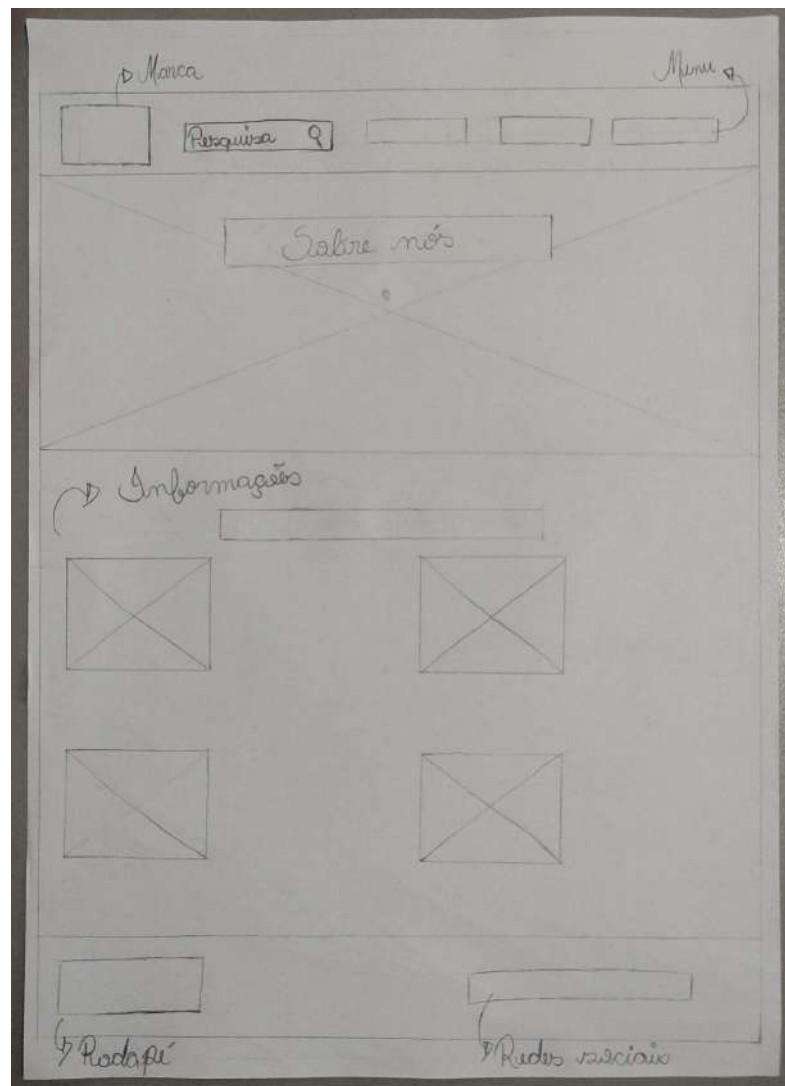 Marca
Menu
Pesquisa
Sobre nós
Informações
Rodapé
Redes sociais